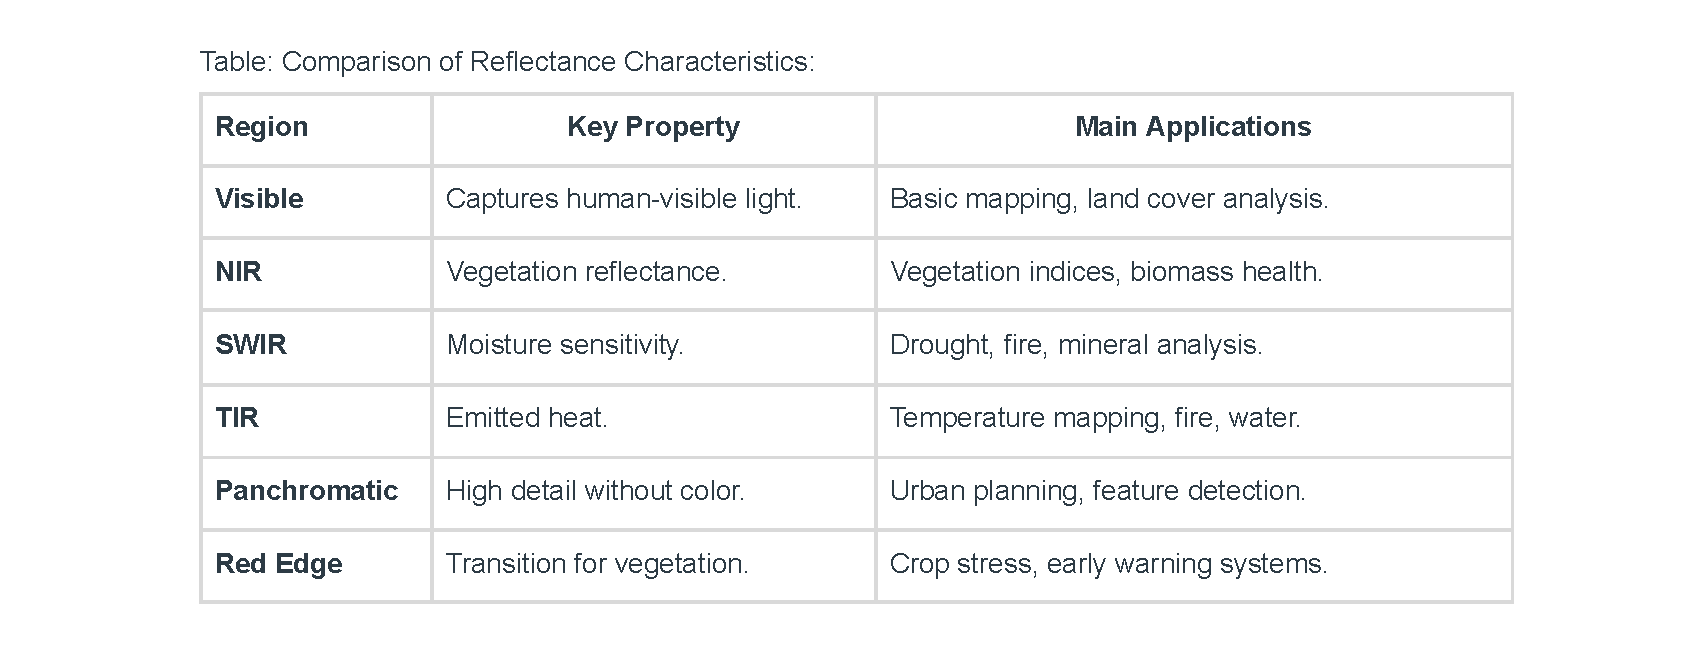 Table: Comparison of Reflectance Characteristics:
Region Key Property Main Applications
Visible Captures human-visible light. Basic mapping, land cover analysis.
NIR Vegetation reflectance. Vegetation indices, biomass health.
SWIR Moisture sensitivity. Drought, fire, mineral analysis.
TIR Emitted heat. Temperature mapping, fire, water.
Panchromatic High detail without color. Urban planning, feature detection.
Red Edge Transition for vegetation. Crop stress, early warning systems.